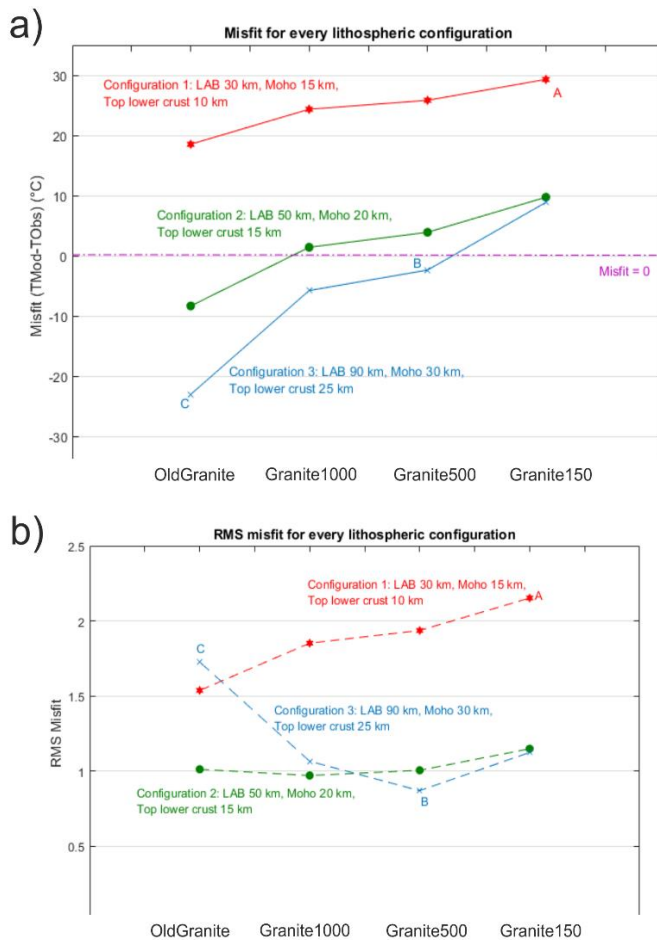 a)
Misfit for every lithospheric configuration
30
20
10
0
-10
-20
-30
Misfit (TMod-TObs) (°C)
Configuration 1: LAB 30 km, Moho 15 km,
Top lower crust 10 km
A
Configuration 2: LAB 50 km, Moho 20 km,
Top lower crust 15 km
B
Misfit = 0
Configuration 3: LAB 90 km, Moho 30 km,
Top lower crust 25 km
C
OldGranite Granite1000 Granite500 Granite150
b)
RMS misfit for every lithospheric configuration
2.5
2
1.5
1
0.5
RMS Misfit
Configuration 1: LAB 30 km, Moho 15 km,
Top lower crust 10 km
A
C
Configuration 3: LAB 90 km, Moho 30 km,
Top lower crust 25 km
B
Configuration 2: LAB 50 km, Moho 20 km,
Top lower crust 15 km
OldGranite Granite1000 Granite500 Granite150